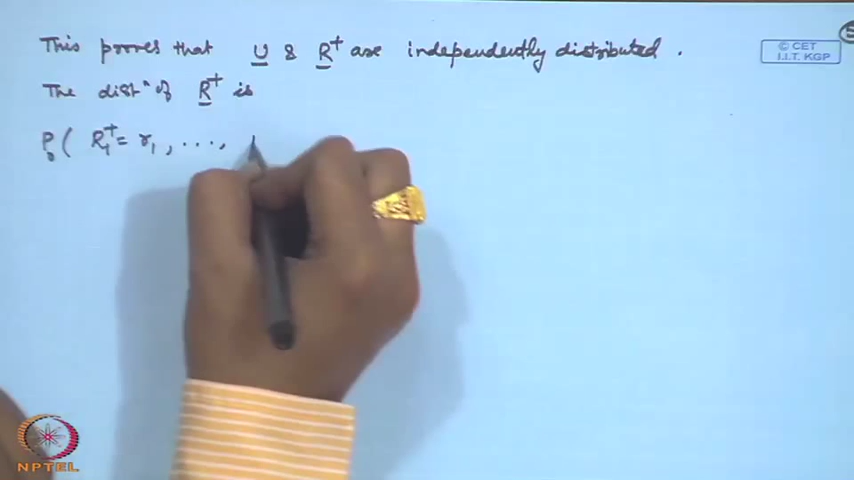 This proves that U & R⁺ are independently distributed.
The distⁿ of R⁺ is
P₀( R₁⁺ = r₁, ....,
© CET
I.I.T. KGP
NPTEL